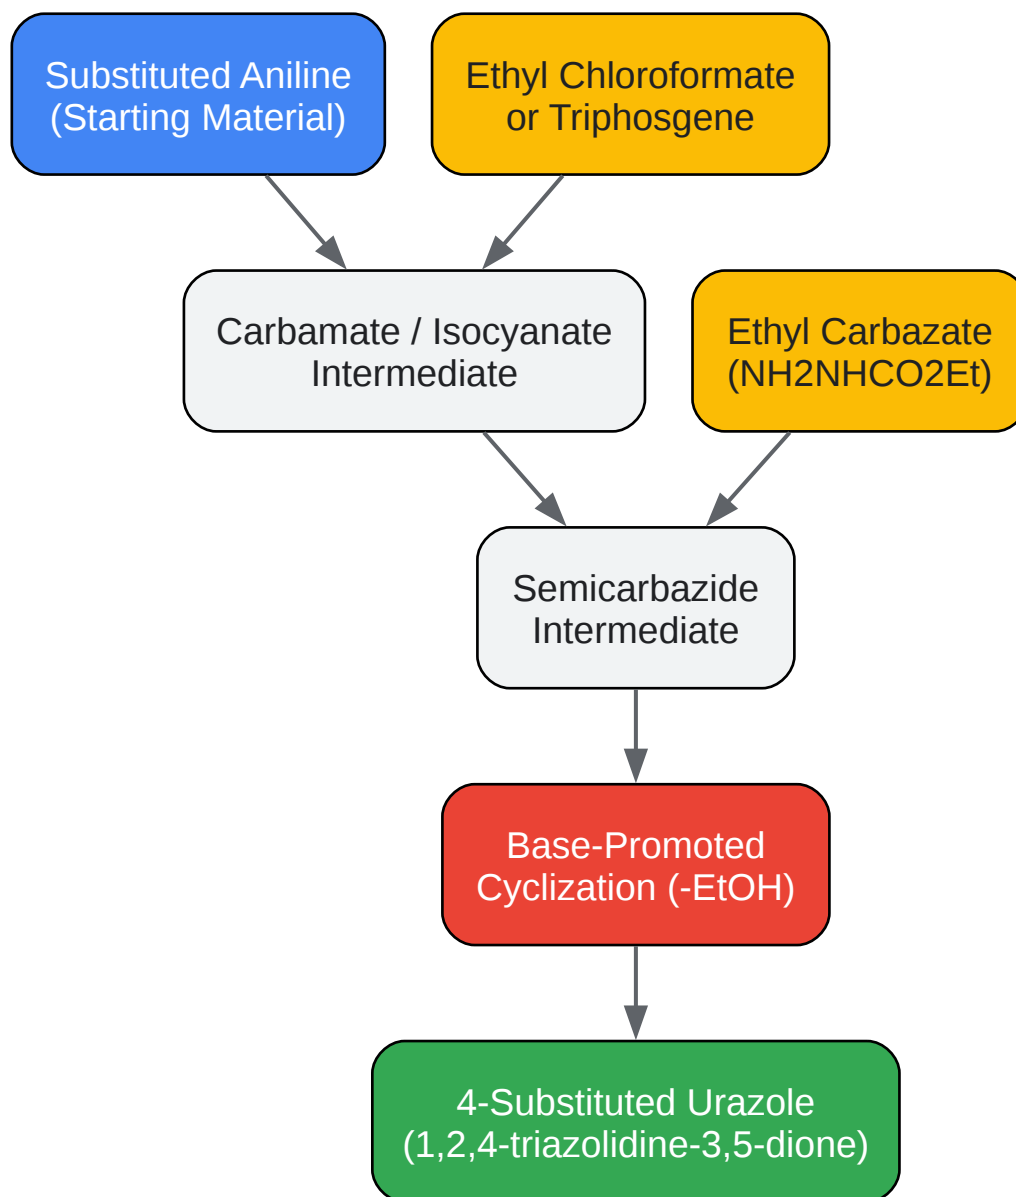 Substituted Aniline
(Starting Material)
Ethyl Chloroformate
or Triphosgene
Carbamate / Isocyanate
Intermediate
Ethyl Carbazate
(NH2NHCO2Et)
Semicarbazide
Intermediate
Base-Promoted
Cyclization (-EtOH)
4-Substituted Urazole
(1,2,4-triazolidine-3,5-dione)